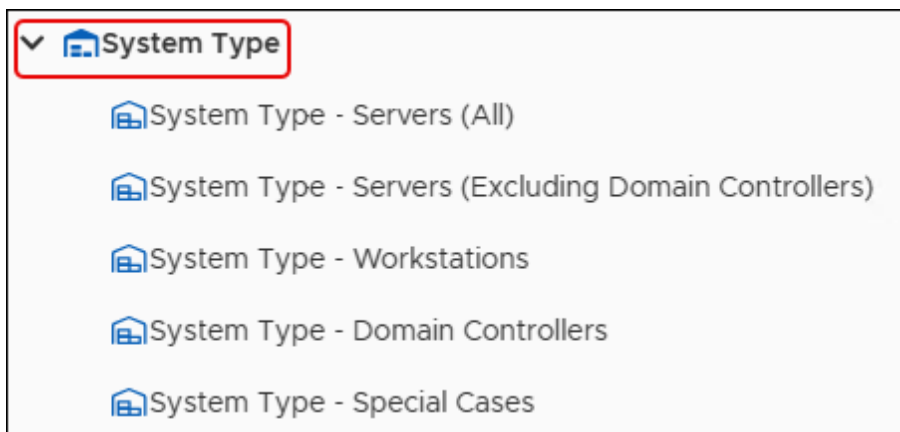 System Type
System Type - Servers (All)
System Type - Servers (Excluding Domain Controllers)
System Type - Workstations
System Type - Domain Controllers
System Type - Special Cases